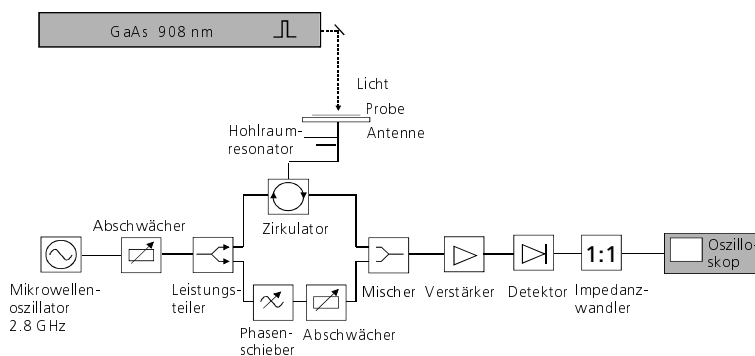 GaAs 908 nm
Licht
Probe
Antenne
Hohlraum-
resonator
Zirkulator
Abschwächer
Mikrowellen-
oszillator
2.8 GHz
Leistungs-
teiler
Phasen-
schieber
Abschwächer
Mischer
Verstärker
Detektor
1:1
Impedanz-
wandler
Oszillo-
skop